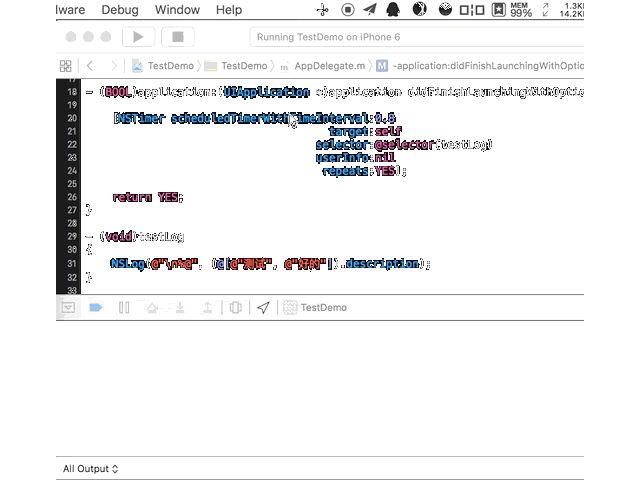 lware Debug Window Help MEM 99% 1.3K 14.2K
Running TestDemo on iPhone 6
TestDemo TestDemo AppDelegate.m M -application:didFinishLaunchingWithOptio
18 - (BOOL)application:(UIApplication *)application didFinishLaunchingWithOptio
19
20 [NSTimer scheduledTimerWithTimeInterval:0.8
21 target:self
22 selector:@selector(testLog)
23 userInfo:nil
24 repeats:YES];
25
26 return YES;
27 }
28
29 - (void)testLog
30 {
31 NSLog(@"\n%@", (@[@"测试", @"好的"]).description);
32 }
33
TestDemo
All Output